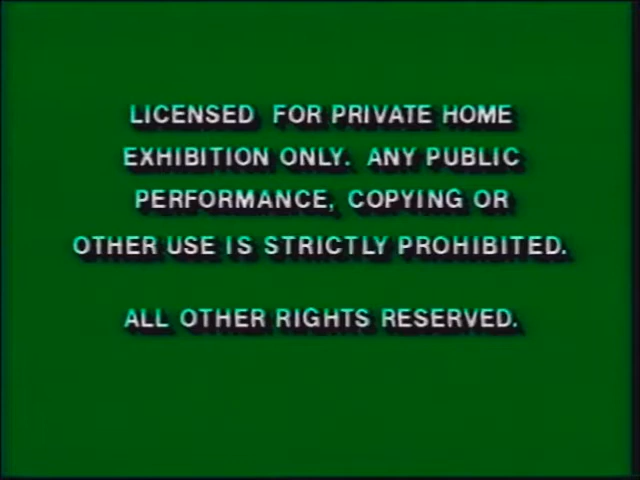 LICENSED FOR PRIVATE HOME
EXHIBITION ONLY. ANY PUBLIC
PERFORMANCE, COPYING OR
OTHER USE IS STRICTLY PROHIBITED.
ALL OTHER RIGHTS RESERVED.